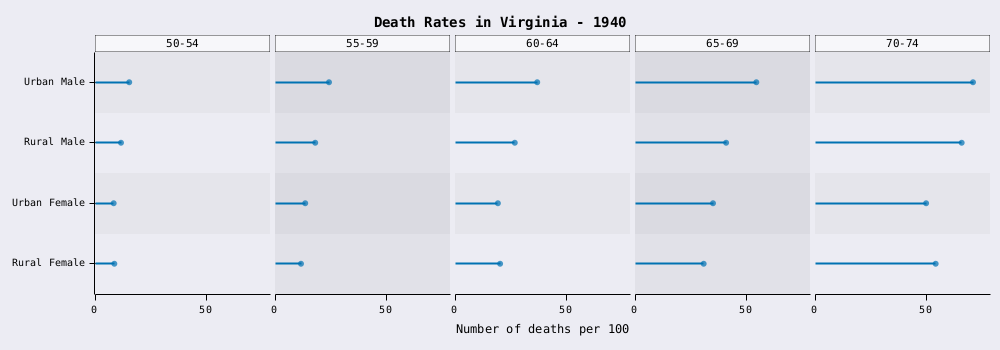 Death Rates in Virginia - 1940
50-54 55-59 60-64 65-69 70-74
Urban Male
Rural Male
Urban Female
Rural Female
0 50 0 50 0 50 0 50 0 50
Number of deaths per 100